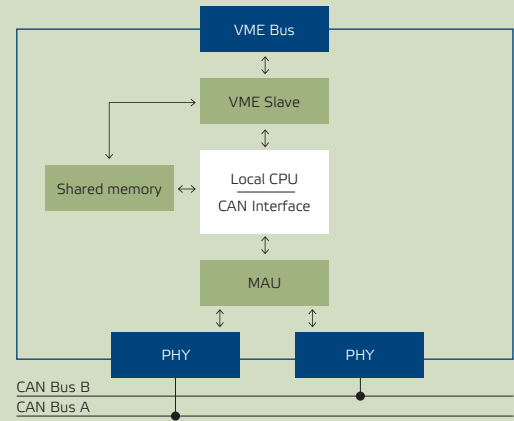 VME Bus
VME Slave
Shared memory
Local CPU
CAN Interface
MAU
PHY
PHY
CAN Bus B
CAN Bus A